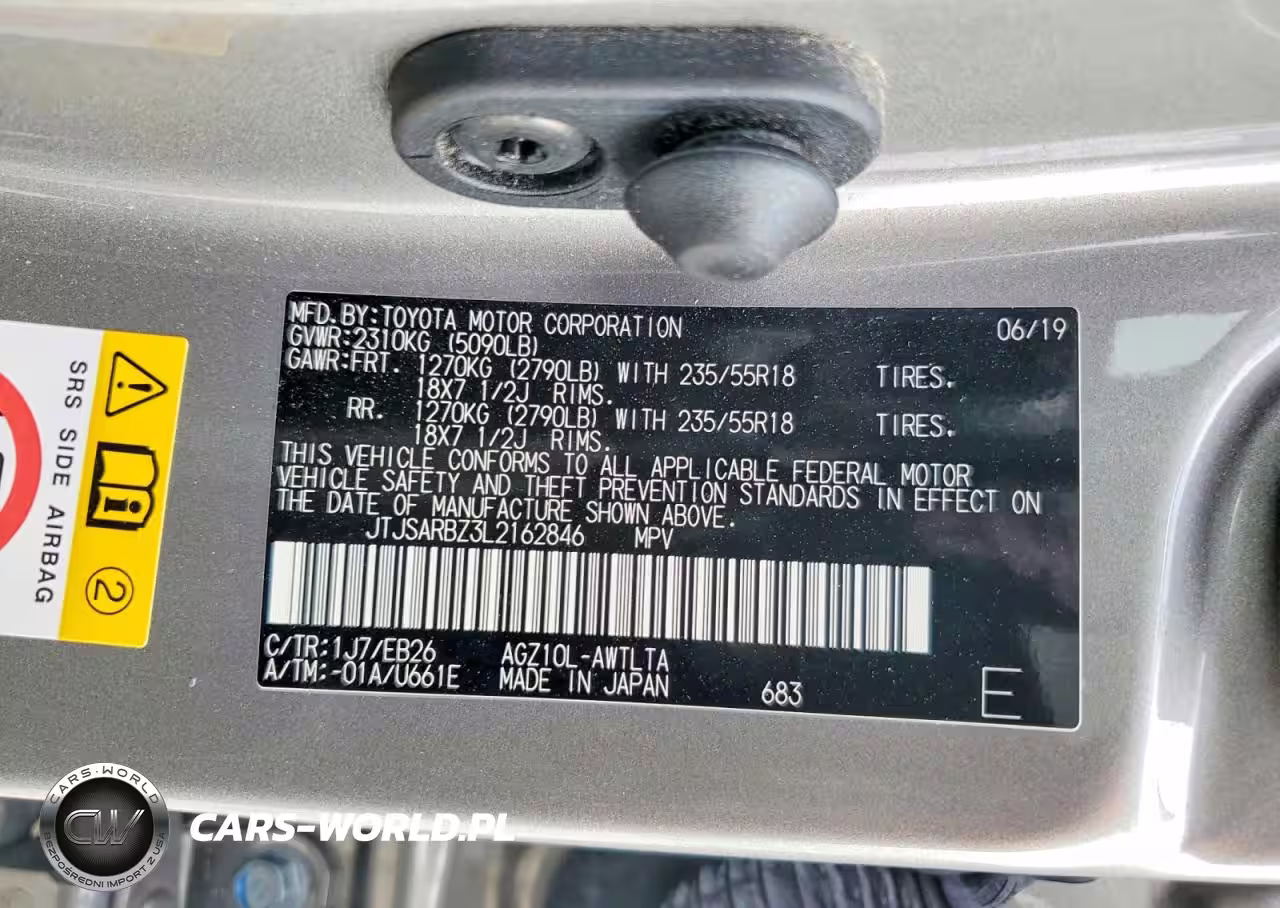 MFD.BY:TOYOTA MOTOR CORPORATION 06/19
GVWR:2310KG (5090LB)
GAWR:FRT. 1270KG (2790LB) WITH 235/55R18 TIRES.
18X7 1/2J RIMS.
RR. 1270KG (2790LB) WITH 235/55R18 TIRES.
18X7 1/2J RIMS.
THIS VEHICLE CONFORMS TO ALL APPLICABLE FEDERAL MOTOR
VEHICLE SAFETY AND THEFT PREVENTION STANDARDS IN EFFECT ON
THE DATE OF MANUFACTURE SHOWN ABOVE.
JTJSARBZ3L2162846 MPV
C/TR:1J7/EB26 AGZ10L-AWTLTA
A/TM:-01A/U661E MADE IN JAPAN 683 E
SRS SIDE AIRBAG
2
CARS-WORLD
CW
BEZPOŚREDNI IMPORT Z USA
CARS-WORLD.PL